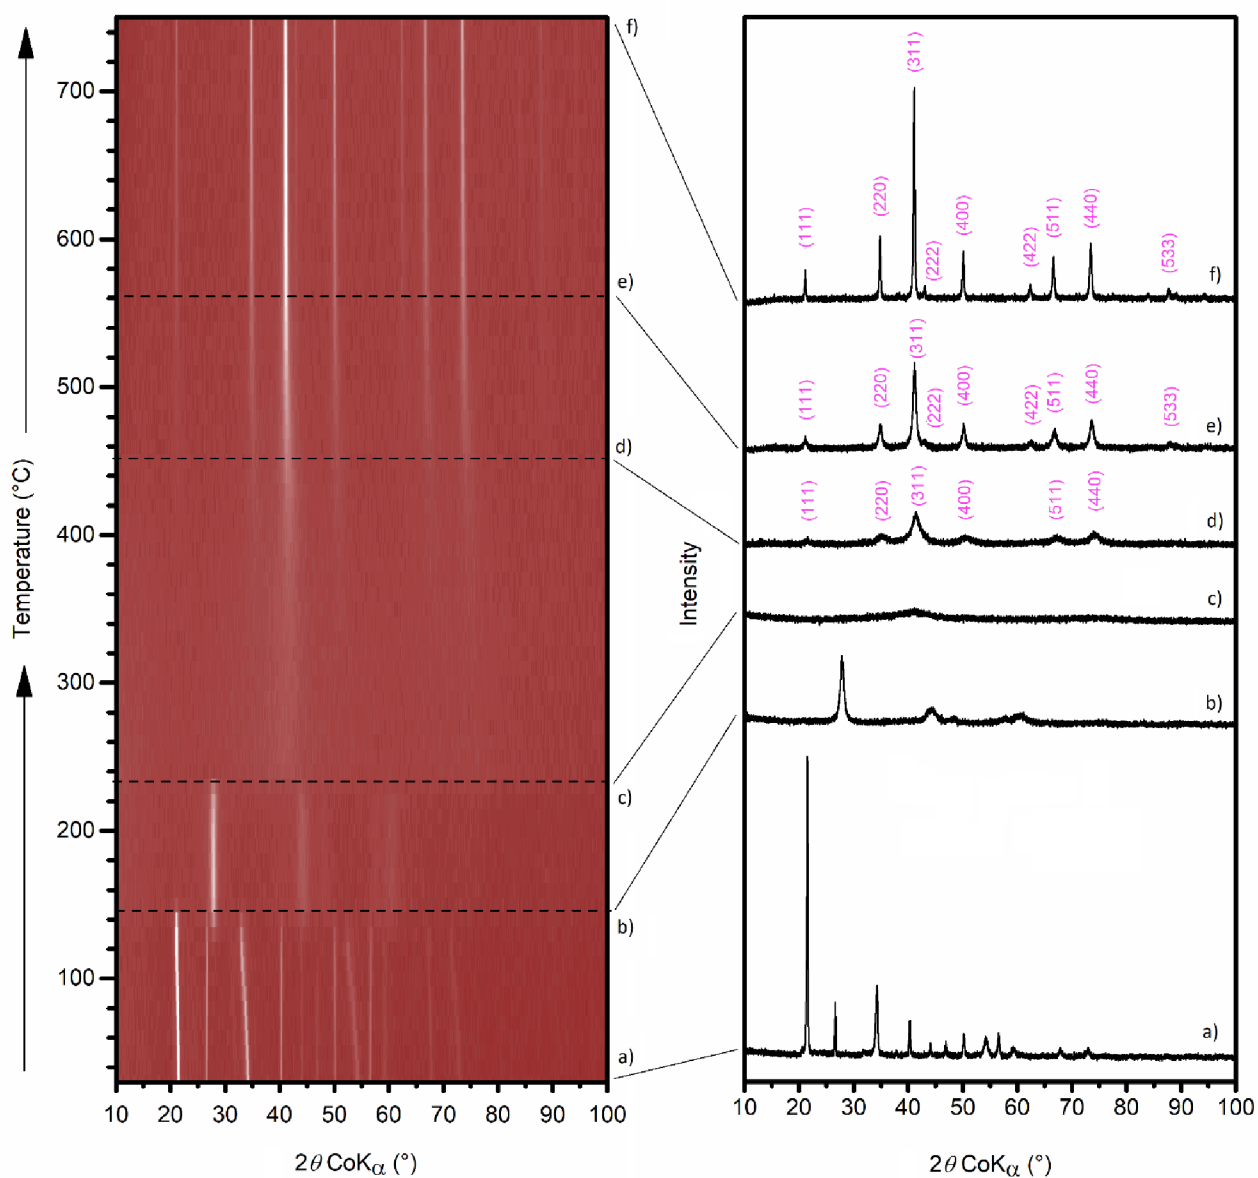 Temperature (°C)
700
600
500
400
300
200
100
10 20 30 40 50 60 70 80 90 100
2θ CoKα (°)
f)
e)
d)
c)
b)
a)
Intensity
(111) (220) (311) (222) (400) (422) (511) (440) (533) f)
(111) (220) (311) (222) (400) (422) (511) (440) (533) e)
(111) (220) (311) (400) (511) (440) d)
c)
b)
a)
10 20 30 40 50 60 70 80 90 100
2θ CoKα (°)